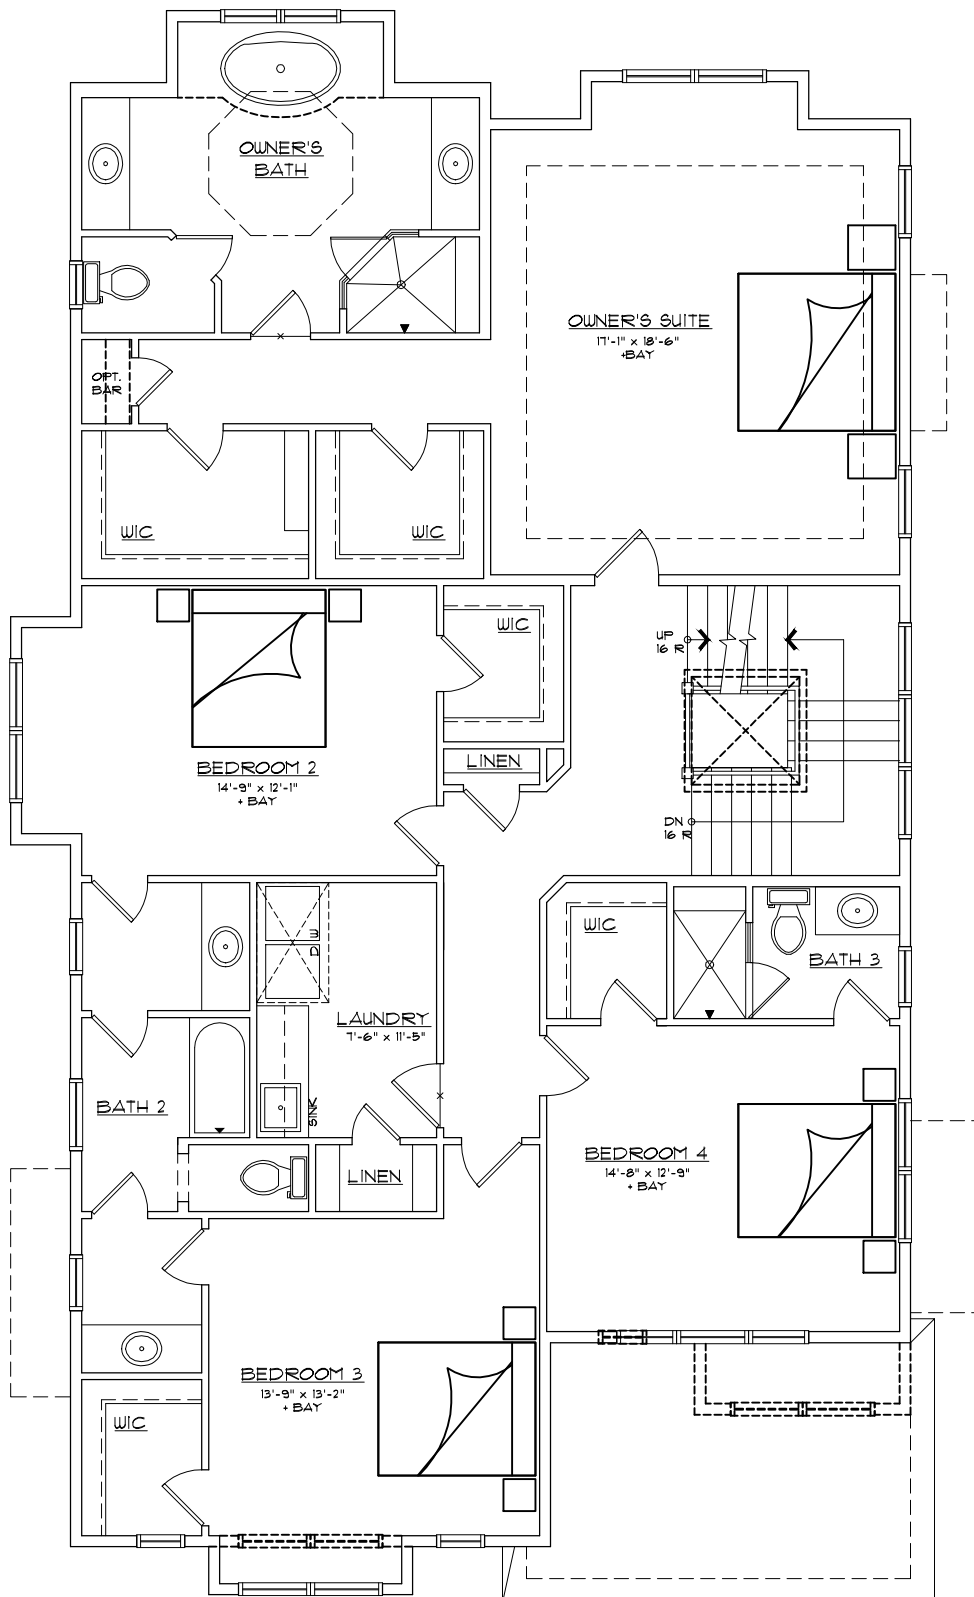 OWNER'S
BATH
OWNER'S SUITE
17'-1" x 18'-6"
+BAY
OPT.
BAR
WIC
WIC
WIC
UP
16 R
LINEN
BEDROOM 2
14'-9" x 12'-1"
+ BAY
DN
16 R
WIC
BATH 3
D W
LAUNDRY
7'-6" x 11'-5"
BATH 2
SINK
BEDROOM 4
14'-8" x 12'-9"
+ BAY
LINEN
BEDROOM 3
13'-9" x 13'-2"
+ BAY
WIC